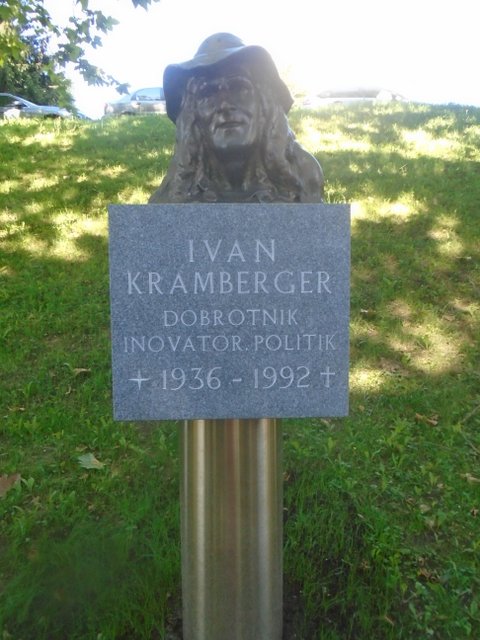 IVAN
KRAMBERGER
DOBROTNIK
INOVATOR. POLITIK
+ 1936 - 1992 +